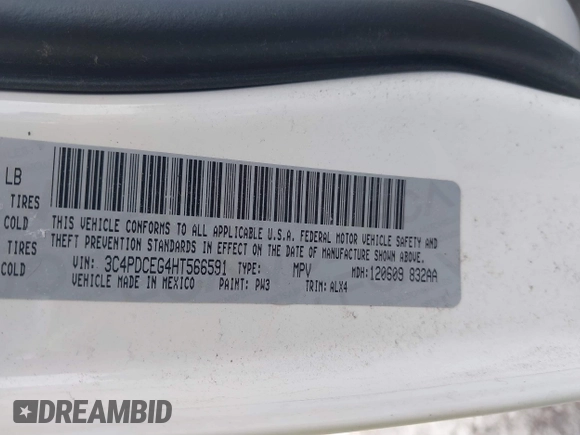 LB
TIRES
COLD
TIRES
COLD
THIS VEHICLE CONFORMS TO ALL APPLICABLE U.S.A. FEDERAL MOTOR VEHICLE SAFETY AND
THEFT PREVENTION STANDARDS IN EFFECT ON THE DATE OF MANUFACTURE SHOWN ABOVE.
VIN: 3C4PDCEG4HT566591 TYPE: MPV MDH:120609 832AA
VEHICLE MADE IN MEXICO PAINT: PW3 TRIM: ALX4
DREAMBID